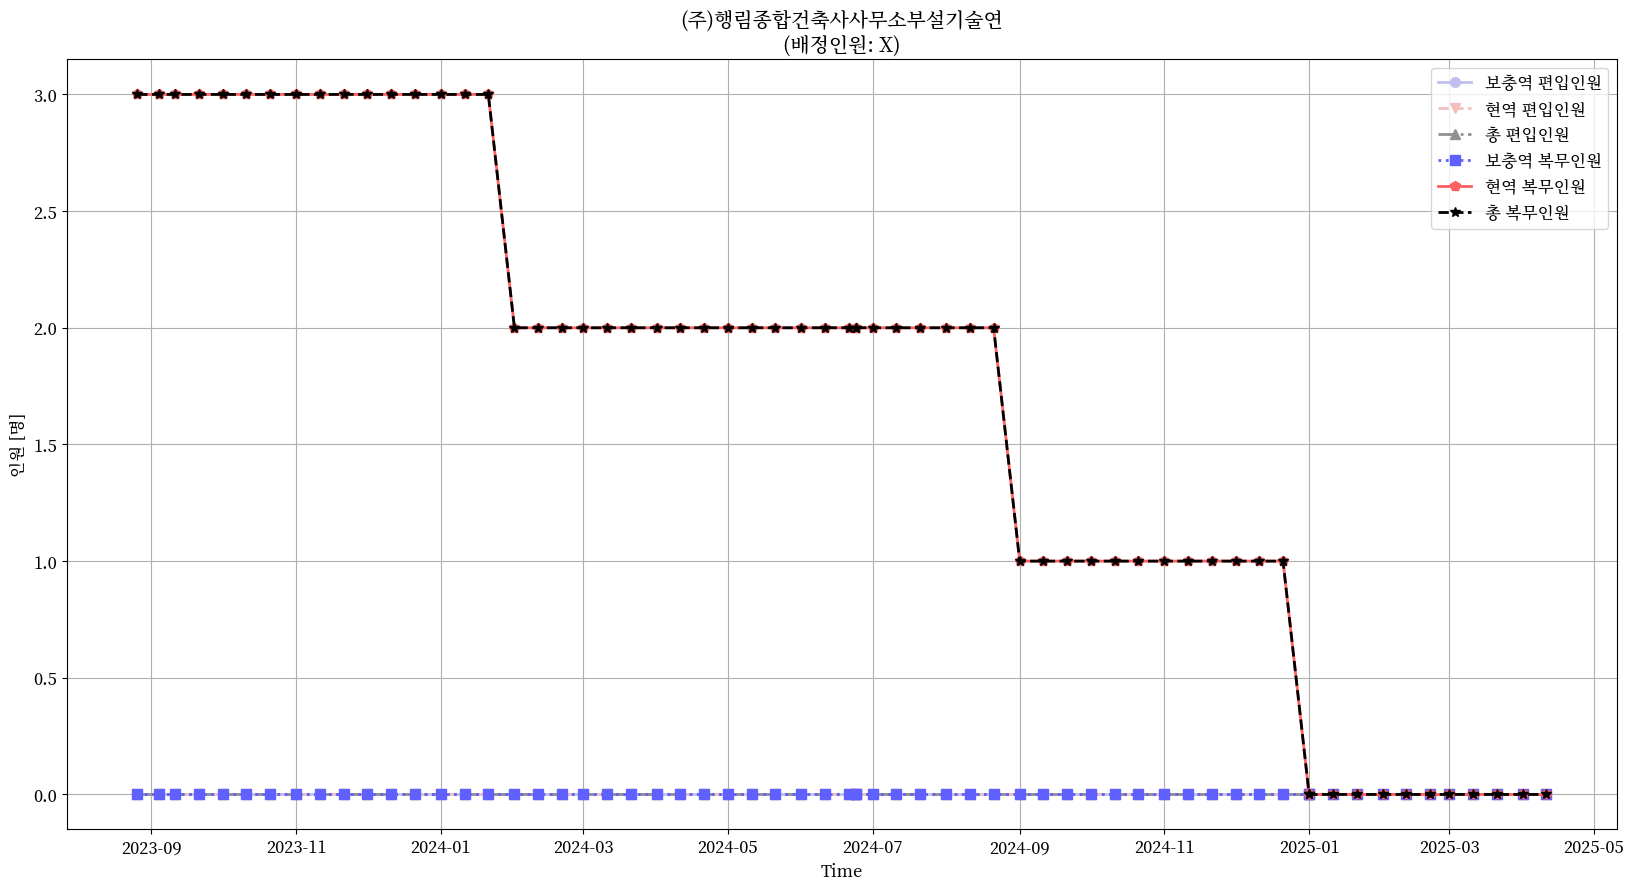 (주)행림종합건축사사무소부설기술연
(배정인원: X)
보충역 편입인원
현역 편입인원
총 편입인원
보충역 복무인원
현역 복무인원
총 복무인원
3.0
2.5
2.0
1.5
1.0
0.5
0.0
인원 [명]
2023-09
2023-11
2024-01
2024-03
2024-05
2024-07
2024-09
2024-11
2025-01
2025-03
2025-05
Time